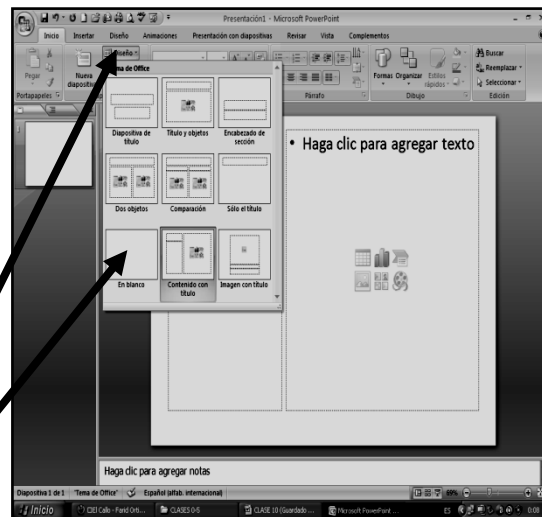 Presentación1 - Microsoft PowerPoint
Inicio Insertar Diseño Animaciones Presentación con diapositivas Revisar Vista Complementos
Pegar
Nueva
diapositiva
Diseño
Formas Organizar Estilos
rápidos
Buscar
Reemplazar
Seleccionar
Portapapeles Párrafo Dibujo Edición
Tema de Office
Diapositiva de
título
Título y objetos
Encabezado de
sección
Dos objetos Comparación Sólo el título
En blanco
Contenido con
título
Imagen con título
1
• Haga clic para agregar texto
Haga clic para agregar notas
Diapositiva 1 de 1 "Tema de Office" Español (alfab. internacional) 69%
Inicio CLASES 0-5 CLASE 10 (Guardado ... Microsoft PowerPoint ... ES 0:08